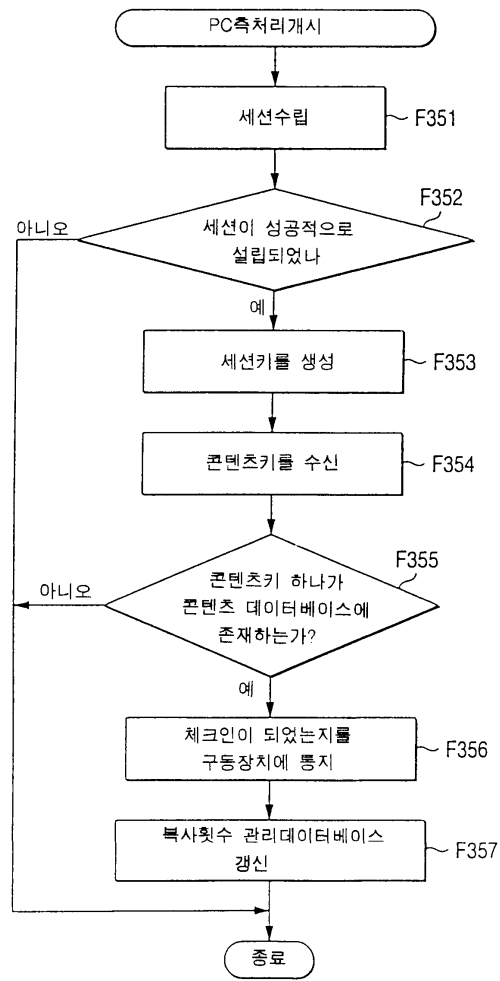 PC측처리개시
세션수립
F351
F352
아니오
세션이 성공적으로
설립되었나
예
세션키를 생성
F353
콘텐츠키를 수신
F354
F355
아니오
콘텐츠키 하나가
콘텐츠 데이터베이스에
존재하는가?
예
체크인이 되었는지를
구동장치에 통지
F356
복사횟수 관리데이터베이스
갱신
F357
종료